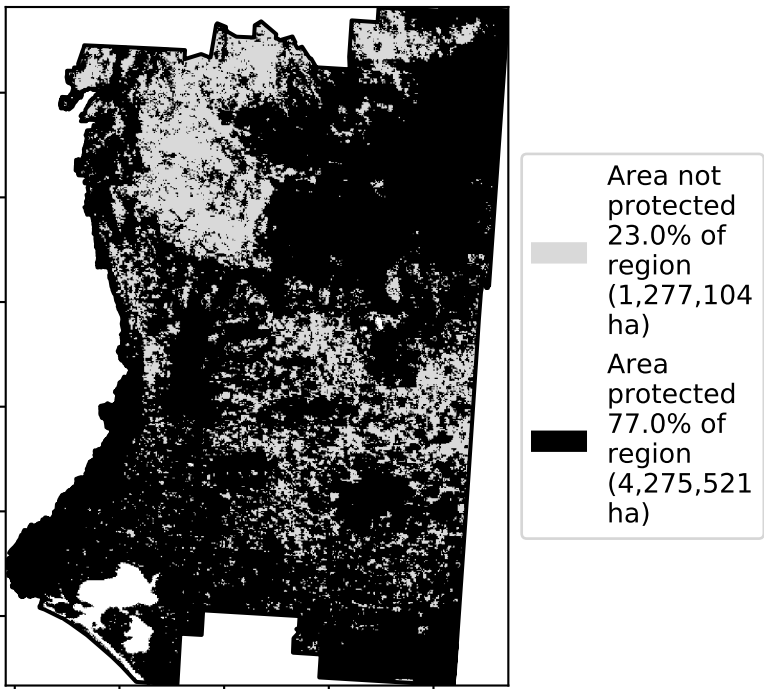 Area not
protected
23.0% of
region
(1,277,104
ha)
Area
protected
77.0% of
region
(4,275,521
ha)